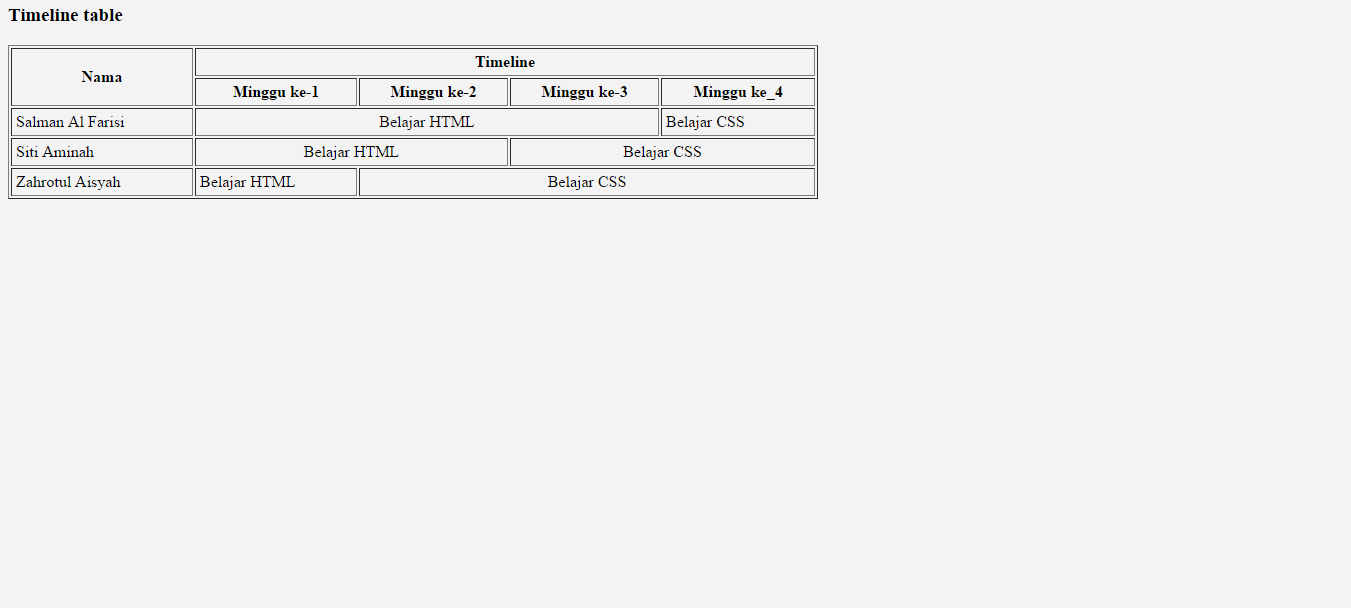 Timeline table
Nama
Timeline
Minggu ke-1 Minggu ke-2 Minggu ke-3 Minggu ke_4
Salman Al Farisi Belajar HTML Belajar CSS
Siti Aminah Belajar HTML Belajar CSS
Zahrotul Aisyah Belajar HTML Belajar CSS